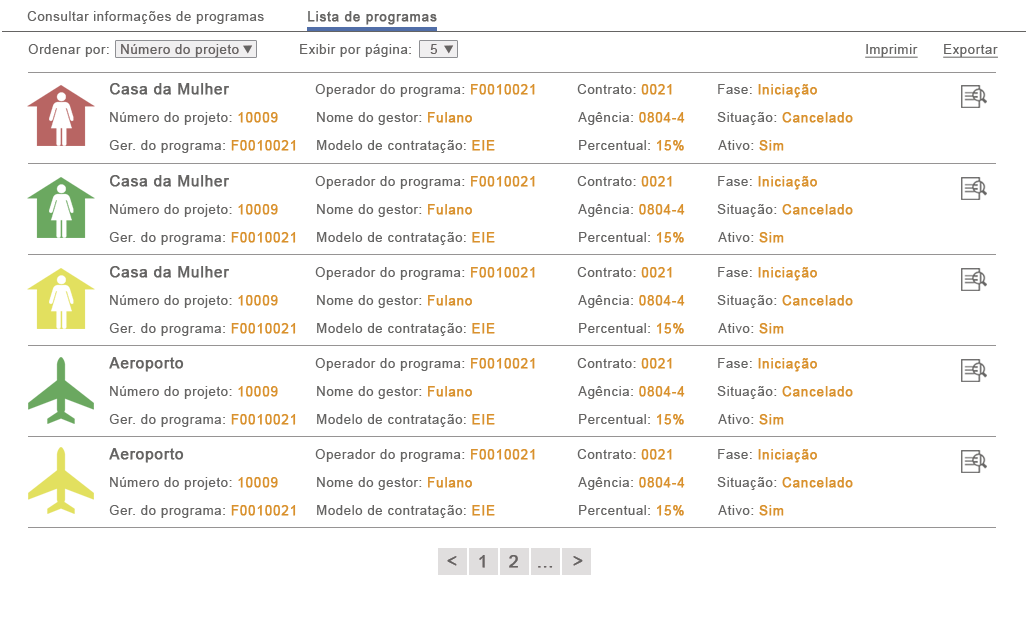 Consultar informações de programas Lista de programas
Ordenar por: Número do projeto ▼ Exibir por página: 5 ▼ Imprimir Exportar
Casa da Mulher Operador do programa: F0010021 Contrato: 0021 Fase: Iniciação
Número do projeto: 10009 Nome do gestor: Fulano Agência: 0804-4 Situação: Cancelado
Ger. do programa: F0010021 Modelo de contratação: EIE Percentual: 15% Ativo: Sim
Casa da Mulher Operador do programa: F0010021 Contrato: 0021 Fase: Iniciação
Número do projeto: 10009 Nome do gestor: Fulano Agência: 0804-4 Situação: Cancelado
Ger. do programa: F0010021 Modelo de contratação: EIE Percentual: 15% Ativo: Sim
Casa da Mulher Operador do programa: F0010021 Contrato: 0021 Fase: Iniciação
Número do projeto: 10009 Nome do gestor: Fulano Agência: 0804-4 Situação: Cancelado
Ger. do programa: F0010021 Modelo de contratação: EIE Percentual: 15% Ativo: Sim
Aeroporto Operador do programa: F0010021 Contrato: 0021 Fase: Iniciação
Número do projeto: 10009 Nome do gestor: Fulano Agência: 0804-4 Situação: Cancelado
Ger. do programa: F0010021 Modelo de contratação: EIE Percentual: 15% Ativo: Sim
Aeroporto Operador do programa: F0010021 Contrato: 0021 Fase: Iniciação
Número do projeto: 10009 Nome do gestor: Fulano Agência: 0804-4 Situação: Cancelado
Ger. do programa: F0010021 Modelo de contratação: EIE Percentual: 15% Ativo: Sim
< 1 2 ... >